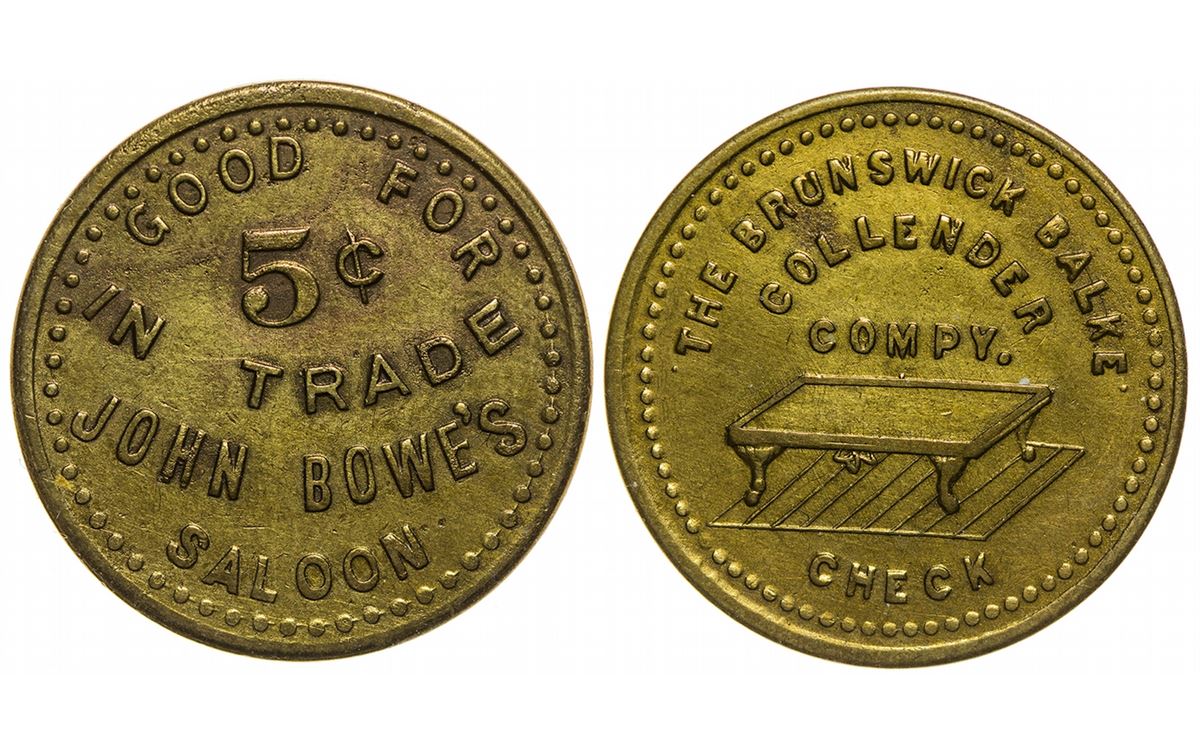 GOOD FOR
5¢
IN TRADE
JOHN BOWE'S
SALOON
THE BRUNSWICK BALKE
COLLENDER
COMPY.
CHECK